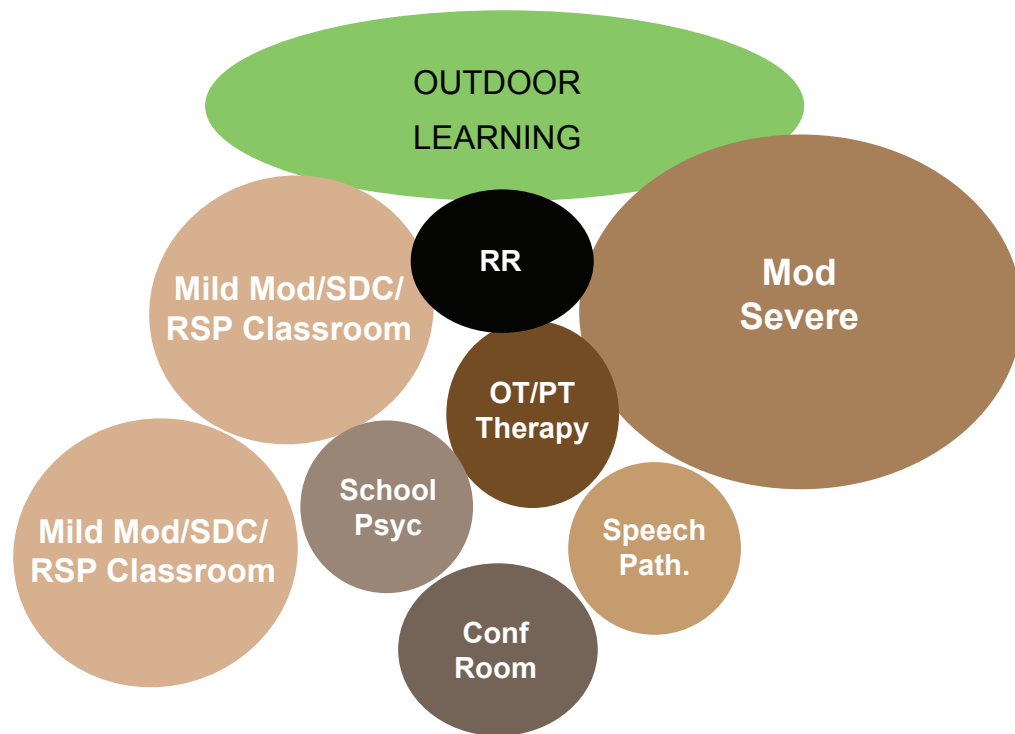 OUTDOOR
LEARNING
RR
Mild Mod/SDC/
RSP Classroom
Mod
Severe
OT/PT
Therapy
School
Psyc
Mild Mod/SDC/
RSP Classroom
Speech
Path.
Conf
Room